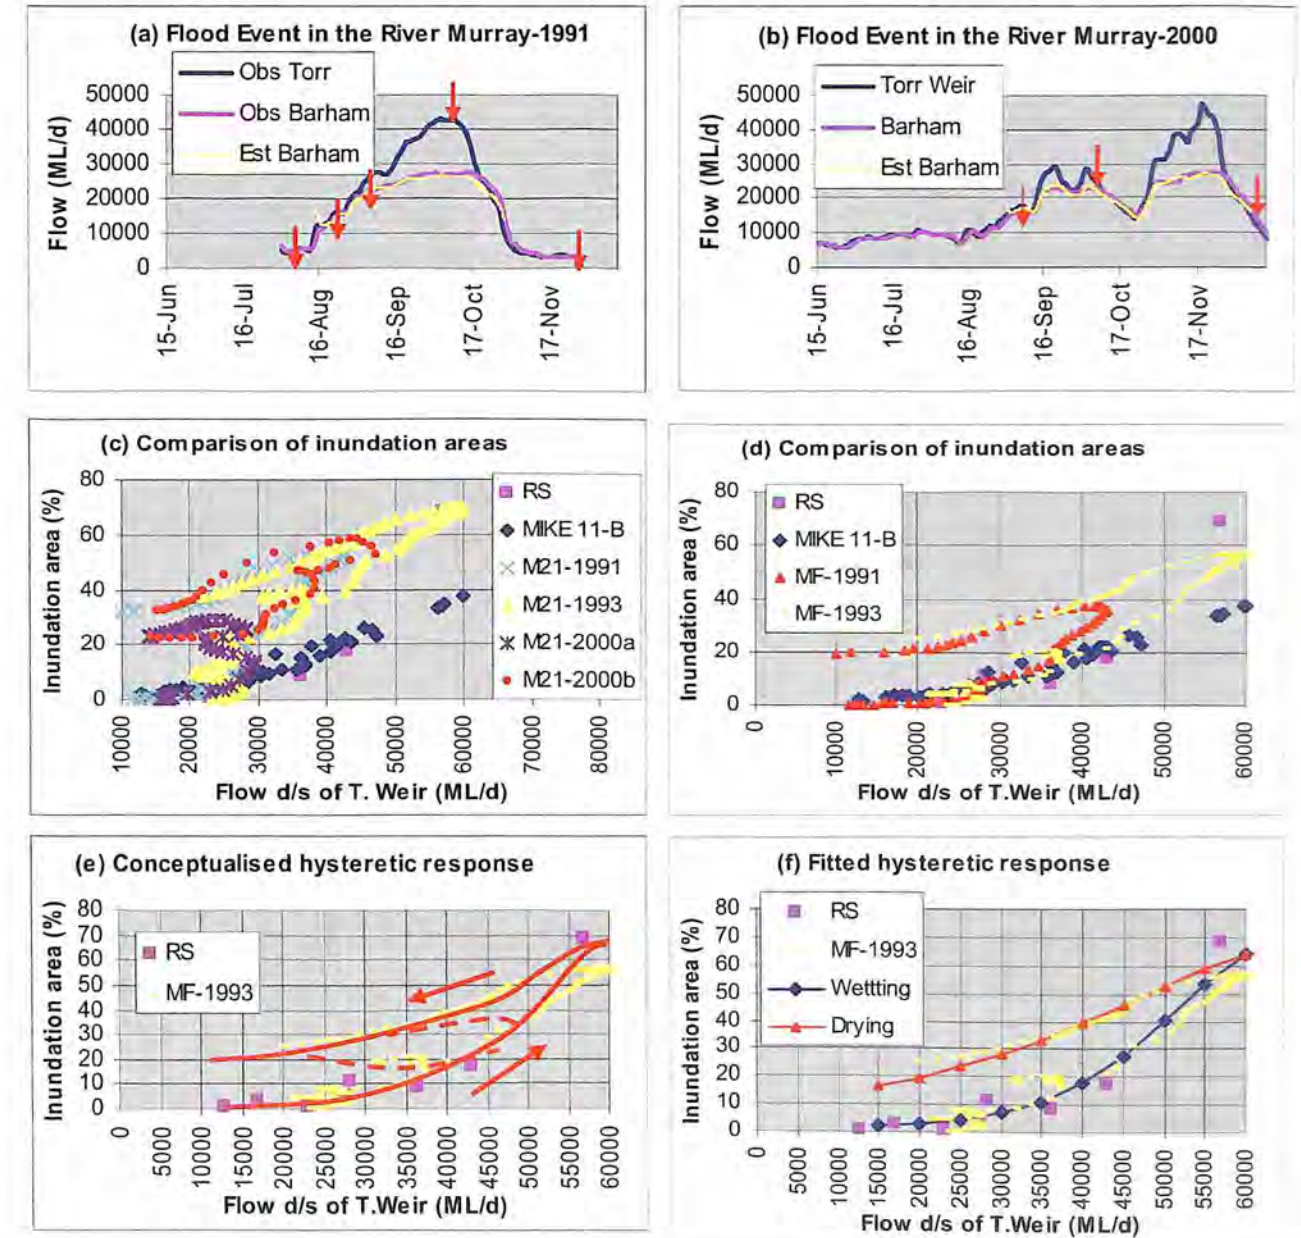 (a) Flood Event in the River Murray-1991
Obs Torr
Obs Barham
Est Barham
Flow (ML/d)
50000
40000
30000
20000
10000
0
15-Jun
16-Jul
16-Aug
16-Sep
17-Oct
17-Nov
(b) Flood Event in the River Murray-2000
Torr Weir
Barham
Est Barham
Flow (ML/d)
50000
40000
30000
20000
10000
0
15-Jun
16-Jul
16-Aug
16-Sep
17-Oct
17-Nov
(c) Comparison of inundation areas
RS
MIKE 11-B
M21-1991
M21-1993
M21-2000a
M21-2000b
Inundation area (%)
80
60
40
20
0
10000
20000
30000
40000
50000
60000
70000
80000
Flow d/s of T. Weir (ML/d)
(d) Comparison of inundation areas
RS
MIKE 11-B
MF-1991
MF-1993
Inundation area (%)
80
60
40
20
0
0
10000
20000
30000
40000
50000
60000
Flow d/s of T.Weir (ML/d)
(e) Conceptualised hysteretic response
RS
MF-1993
Inundation area (%)
80
70
60
50
40
30
20
10
0
0
5000
10000
15000
20000
25000
30000
35000
40000
45000
50000
55000
60000
Flow d/s of T.Weir (ML/d)
(f) Fitted hysteretic response
RS
MF-1993
Wettting
Drying
Inundation area (%)
80
70
60
50
40
30
20
10
0
0
5000
10000
15000
20000
25000
30000
35000
40000
45000
50000
55000
60000
Flow d/s of T.Weir (ML/d)